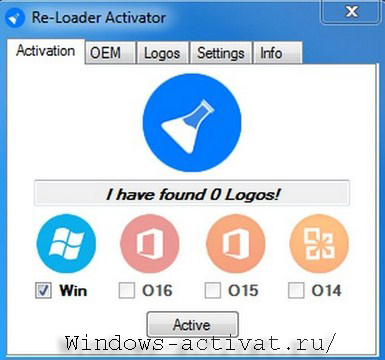 Re-Loader Activator
x
Activation OEM Logos Settings Info
I have found 0 Logos!
Win O16 O15 O14
Active
Windows-activat.ru/